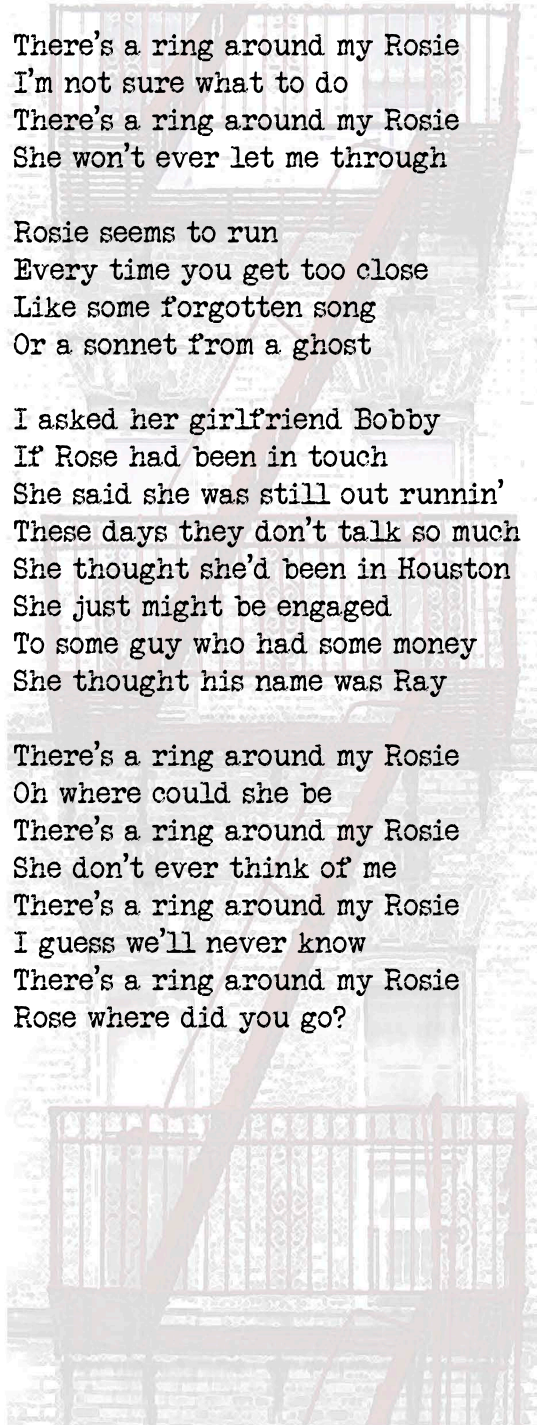 There's a ring around my Rosie
I'm not sure what to do
There's a ring around my Rosie
She won't ever let me through
Rosie seems to run
Every time you get too close
Like some forgotten song
Or a sonnet from a ghost
I asked her girlfriend Bobby
If Rose had been in touch
She said she was still out runnin'
These days they don't talk so much
She thought she'd been in Houston
She just might be engaged
To some guy who had some money
She thought his name was Ray
There's a ring around my Rosie
Oh where could she be
There's a ring around my Rosie
She don't ever think of me
There's a ring around my Rosie
I guess we'll never know
There's a ring around my Rosie
Rose where did you go?